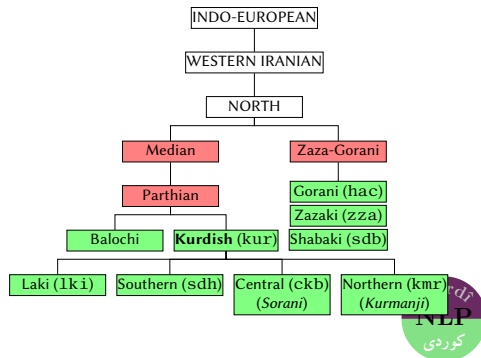 INDO-EUROPEAN
WESTERN IRANIAN
NORTH
Median
Zaza-Gorani
Parthian
Gorani (hac)
Zazaki (zza)
Balochi
Kurdish (kur)
Shabaki (sdb)
Laki (lki)
Southern (sdh)
Central (ckb)
(Sorani)
Northern (kmr)
(Kurmanji)
NLP
کوردی